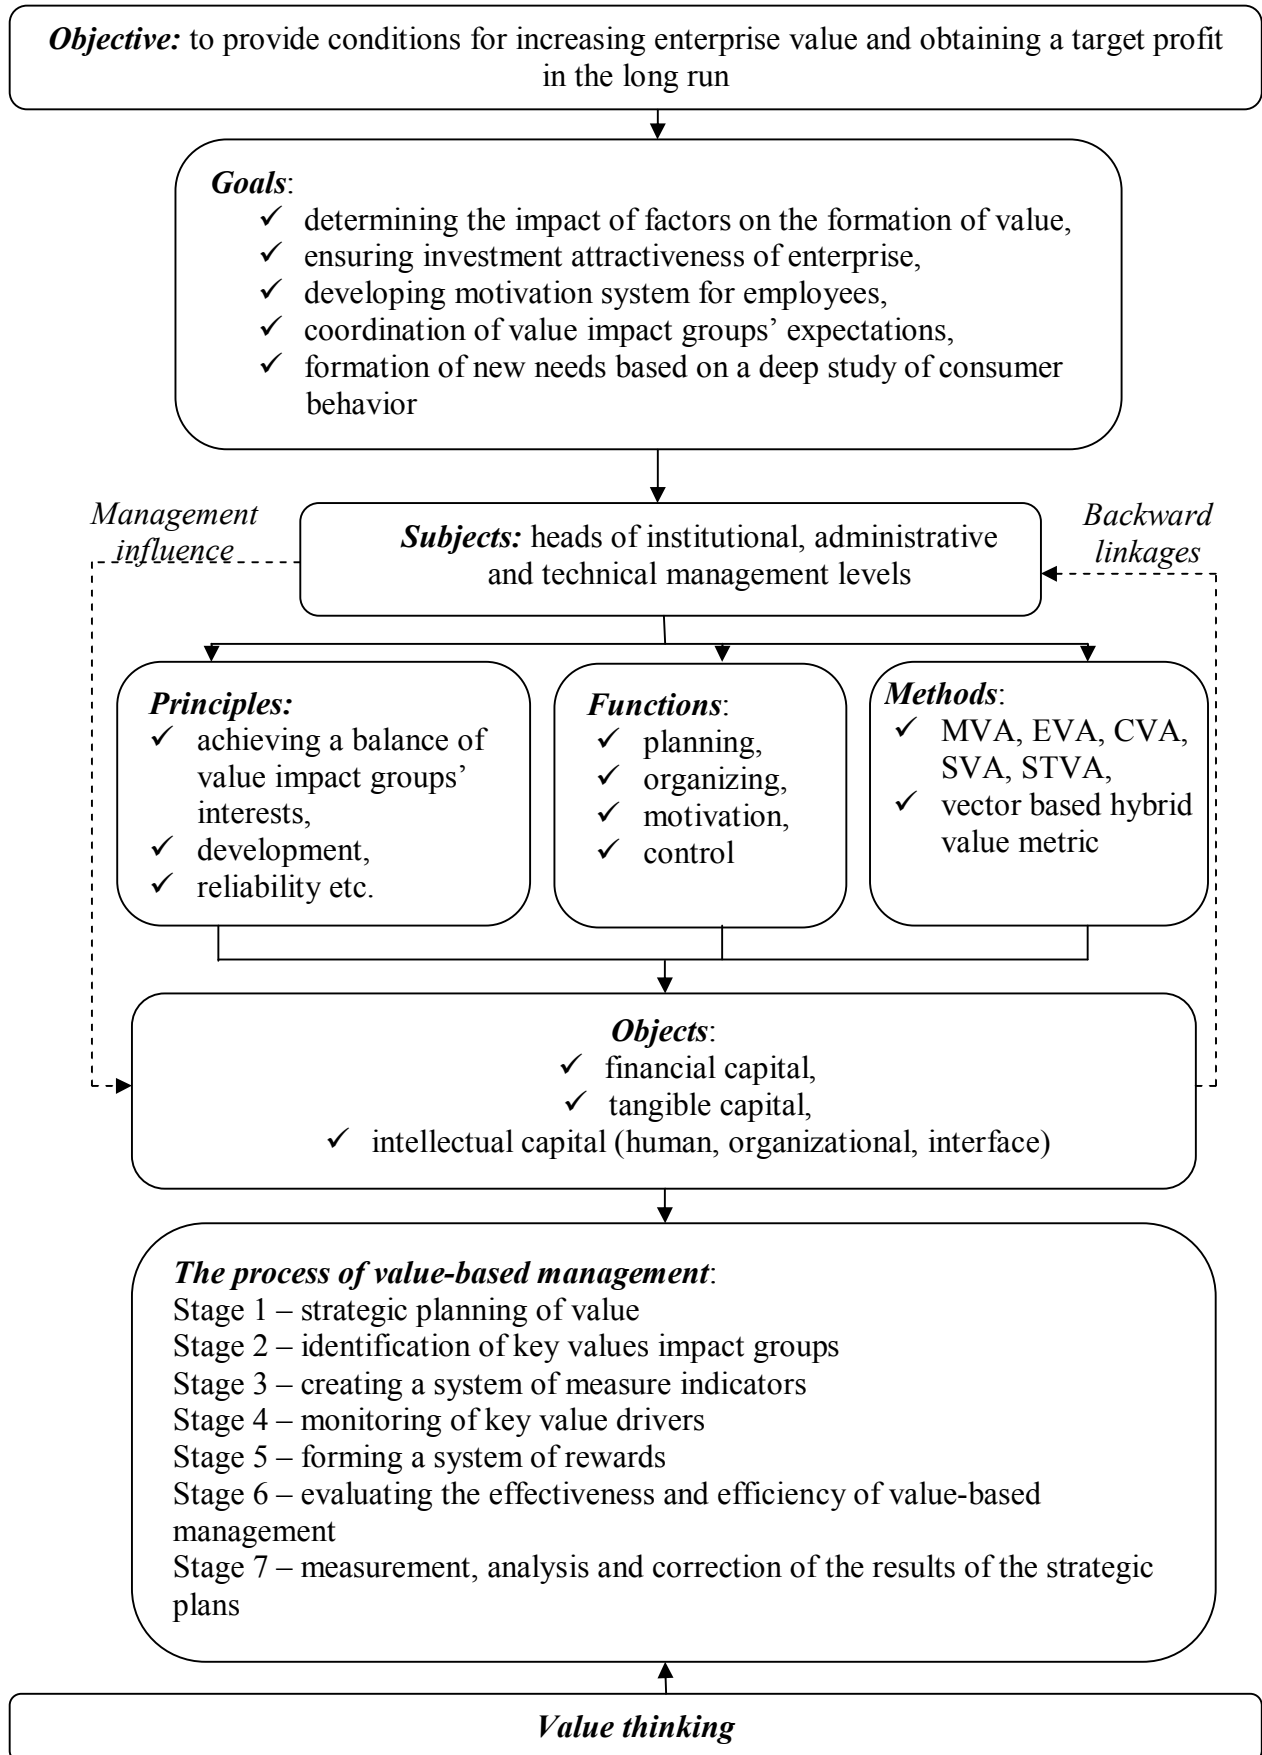 Objective: to provide conditions for increasing enterprise value and obtaining a target profit
in the long run
Goals:
✓ determining the impact of factors on the formation of value,
✓ ensuring investment attractiveness of enterprise,
✓ developing motivation system for employees,
✓ coordination of value impact groups’ expectations,
✓ formation of new needs based on a deep study of consumer
behavior
Management
influence
Subjects: heads of institutional, administrative
and technical management levels
Backward
linkages
Principles:
✓ achieving a balance of
value impact groups’
interests,
✓ development,
✓ reliability etc.
Functions:
✓ planning,
✓ organizing,
✓ motivation,
✓ control
Methods:
✓ MVA, EVA, CVA,
SVA, STVA,
✓ vector based hybrid
value metric
Objects:
✓ financial capital,
✓ tangible capital,
✓ intellectual capital (human, organizational, interface)
The process of value-based management:
Stage 1 – strategic planning of value
Stage 2 – identification of key values impact groups
Stage 3 – creating a system of measure indicators
Stage 4 – monitoring of key value drivers
Stage 5 – forming a system of rewards
Stage 6 – evaluating the effectiveness and efficiency of value-based
management
Stage 7 – measurement, analysis and correction of the results of the strategic
plans
Value thinking